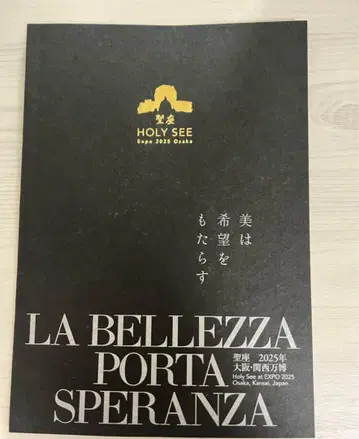 聖座
HOLY SEE
Expo 2025 Osaka
美は
希望を
もたらす
LA BELLEZZA
PORTA
SPERANZA
聖座 2025年
大阪・関西万博
Holy See at EXPO 2025
Osaka, Kansai, Japan